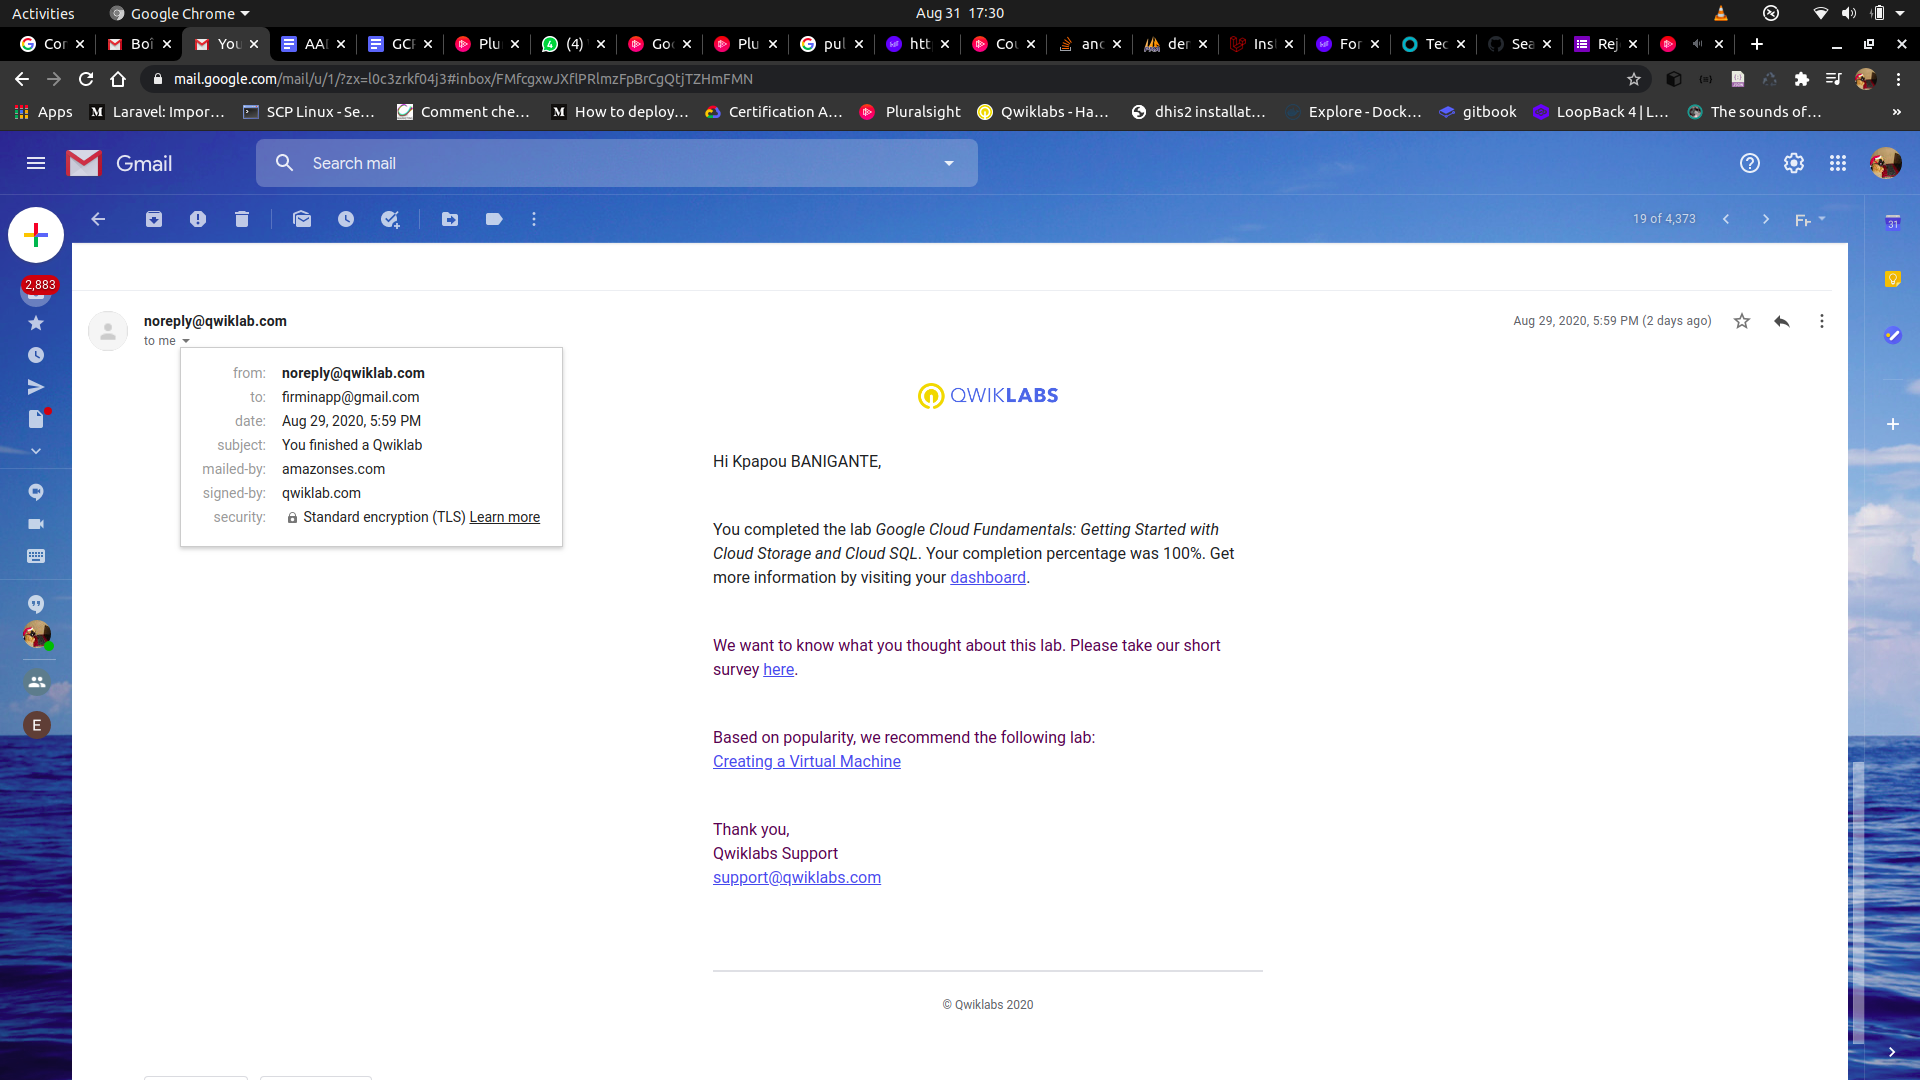 Activities
Google Chrome
Aug 31 17:30
Cor
Boî
You
AAI
GCF
Plu
(4)
Goo
Plu
pul
htt
Cou
anc
der
Inst
For
Tec
Sea
Rej
mail.google.com/mail/u/1/?zx=l0c3zrkf04j3#inbox/FMfcgxwJXflPRlmzFpBrCgQtjTZHmFMN
Apps
Laravel: Impor…
SCP Linux - Se…
Comment che…
How to deploy…
Certification A…
Pluralsight
Qwiklabs - Ha…
dhis2 installat…
Explore - Dock…
gitbook
LoopBack 4 | L…
The sounds of…
»
Gmail
Search mail
19 of 4,373
Fr
31
2,883
noreply@qwiklab.com
Aug 29, 2020, 5:59 PM (2 days ago)
to me
from: noreply@qwiklab.com
to: firminapp@gmail.com
date: Aug 29, 2020, 5:59 PM
subject: You finished a Qwiklab
mailed-by: amazonses.com
signed-by: qwiklab.com
security: Standard encryption (TLS) Learn more
QWIKLABS
Hi Kpapou BANIGANTE,
You completed the lab Google Cloud Fundamentals: Getting Started with
Cloud Storage and Cloud SQL. Your completion percentage was 100%. Get
more information by visiting your dashboard.
We want to know what you thought about this lab. Please take our short
survey here.
Based on popularity, we recommend the following lab:
Creating a Virtual Machine
Thank you,
Qwiklabs Support
support@qwiklabs.com
E
© Qwiklabs 2020